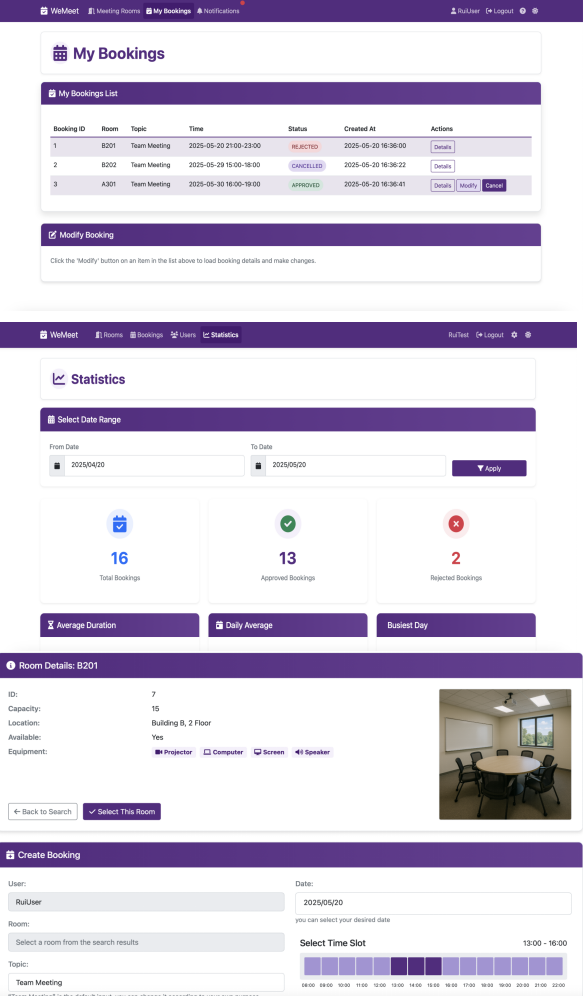 WeMeet Meeting Rooms My Bookings Notifications RuiUser Logout
My Bookings
My Bookings List
Booking ID Room Topic Time Status Created At Actions
1 B201 Team Meeting 2025-05-20 21:00-23:00 REJECTED 2025-05-20 16:36:00 Details
2 B202 Team Meeting 2025-05-29 15:00-18:00 CANCELLED 2025-05-20 16:36:22 Details
3 A301 Team Meeting 2025-05-30 16:00-19:00 APPROVED 2025-05-20 16:36:41 Details Modify Cancel
Modify Booking
Click the 'Modify' button on an item in the list above to load booking details and make changes.
WeMeet Rooms Bookings Users Statistics RuiTest Logout
Statistics
Select Date Range
From Date To Date
2025/04/20 2025/05/20 Apply
16 13 2
Total Bookings Approved Bookings Rejected Bookings
Average Duration Daily Average Busiest Day
Room Details: B201
ID: 7
Capacity: 15
Location: Building B, 2 Floor
Available: Yes
Equipment: Projector Computer Screen Speaker
← Back to Search Select This Room
Create Booking
User: Date:
RuiUser 2025/05/20
you can select your desired date
Room:
Select a room from the search results Select Time Slot 13:00 - 16:00
Topic:
Team Meeting
08:00 09:00 10:00 11:00 12:00 13:00 14:00 15:00 16:00 17:00 18:00 19:00 20:00 21:00 22:00